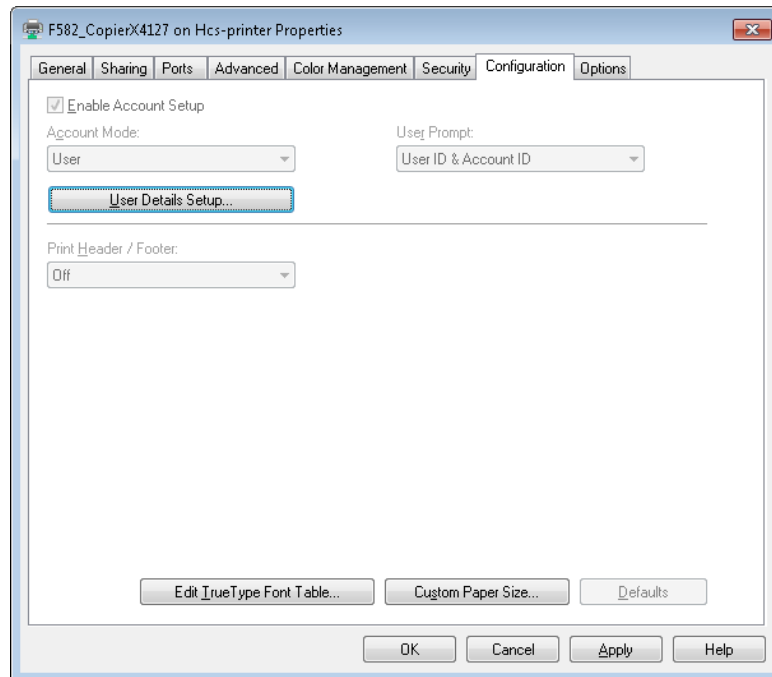 F582_CopierX4127 on Hcs-printer Properties
General Sharing Ports Advanced Color Management Security Configuration Options
Enable Account Setup
Account Mode: User Prompt:
User User ID & Account ID
User Details Setup...
Print Header / Footer:
Off
Edit TrueType Font Table... Custom Paper Size... Defaults
OK Cancel Apply Help